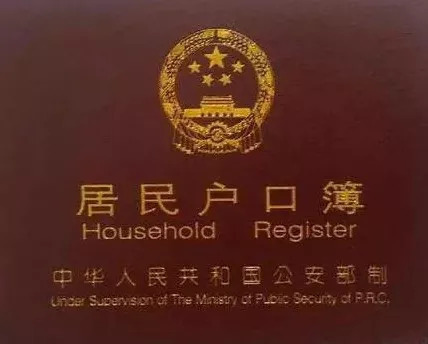 居民户口簿
Household Register
中华人民共和国公安部制
Under Supervision of The Ministry of Public Security of P.R.C.